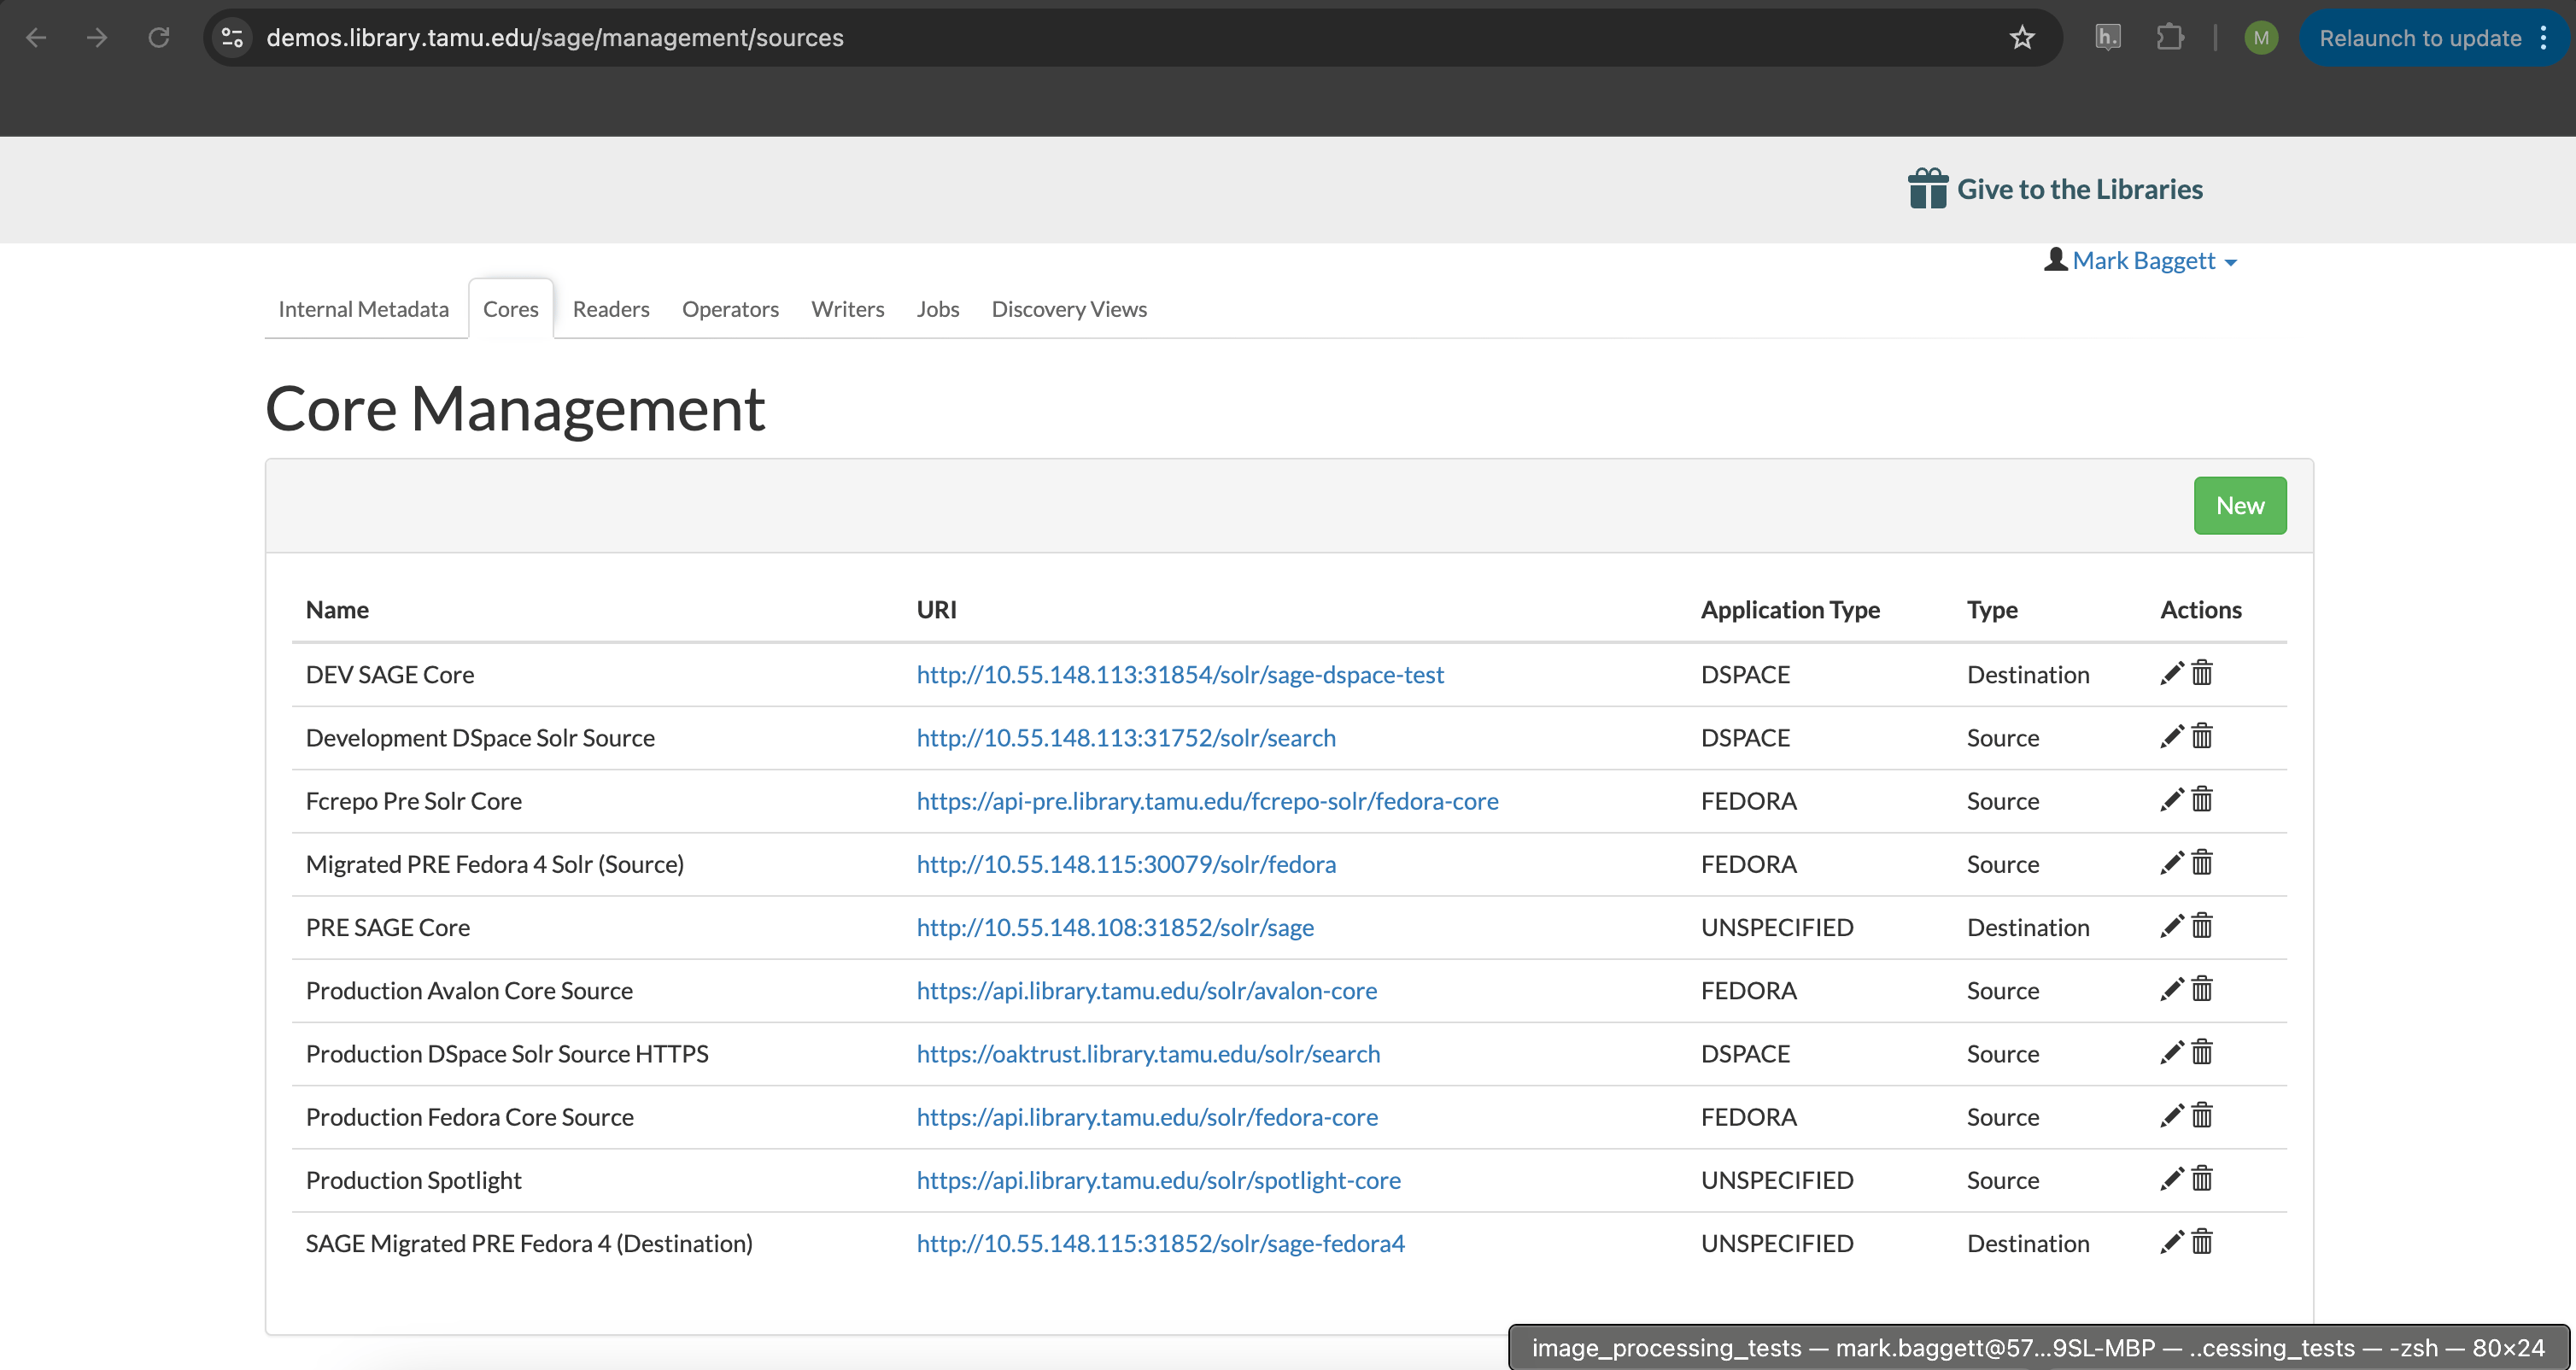 demos.library.tamu.edu/sage/management/sources
h.
M
Relaunch to update
Give to the Libraries
Mark Baggett
Internal Metadata Cores Readers Operators Writers Jobs Discovery Views
Core Management
New
Name URI Application Type Type Actions
DEV SAGE Core http://10.55.148.113:31854/solr/sage-dspace-test DSPACE Destination
Development DSpace Solr Source http://10.55.148.113:31752/solr/search DSPACE Source
Fcrepo Pre Solr Core https://api-pre.library.tamu.edu/fcrepo-solr/fedora-core FEDORA Source
Migrated PRE Fedora 4 Solr (Source) http://10.55.148.115:30079/solr/fedora FEDORA Source
PRE SAGE Core http://10.55.148.108:31852/solr/sage UNSPECIFIED Destination
Production Avalon Core Source https://api.library.tamu.edu/solr/avalon-core FEDORA Source
Production DSpace Solr Source HTTPS https://oaktrust.library.tamu.edu/solr/search DSPACE Source
Production Fedora Core Source https://api.library.tamu.edu/solr/fedora-core FEDORA Source
Production Spotlight https://api.library.tamu.edu/solr/spotlight-core UNSPECIFIED Source
SAGE Migrated PRE Fedora 4 (Destination) http://10.55.148.115:31852/solr/sage-fedora4 UNSPECIFIED Destination
image_processing_tests — mark.baggett@57...9SL-MBP — ..cessing_tests — -zsh — 80×24